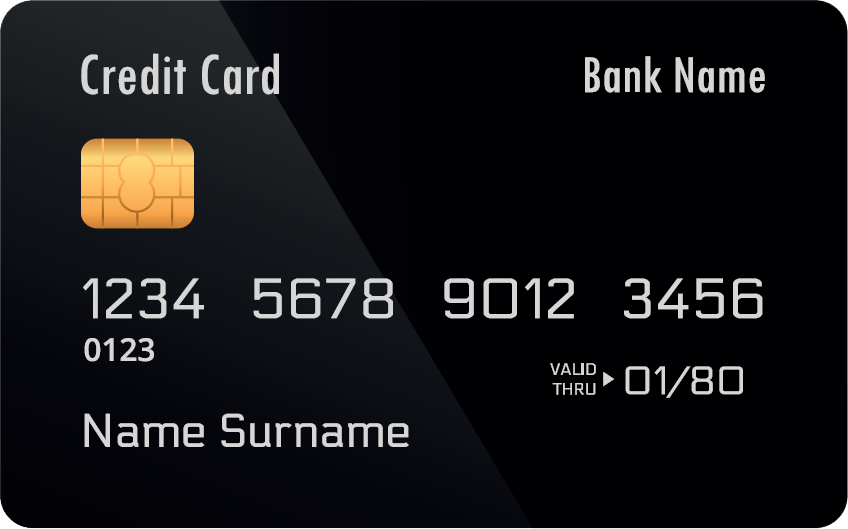 Credit Card Bank Name
1234 5678 9012 3456
0123
VALID THRU 01/80
Name Surname